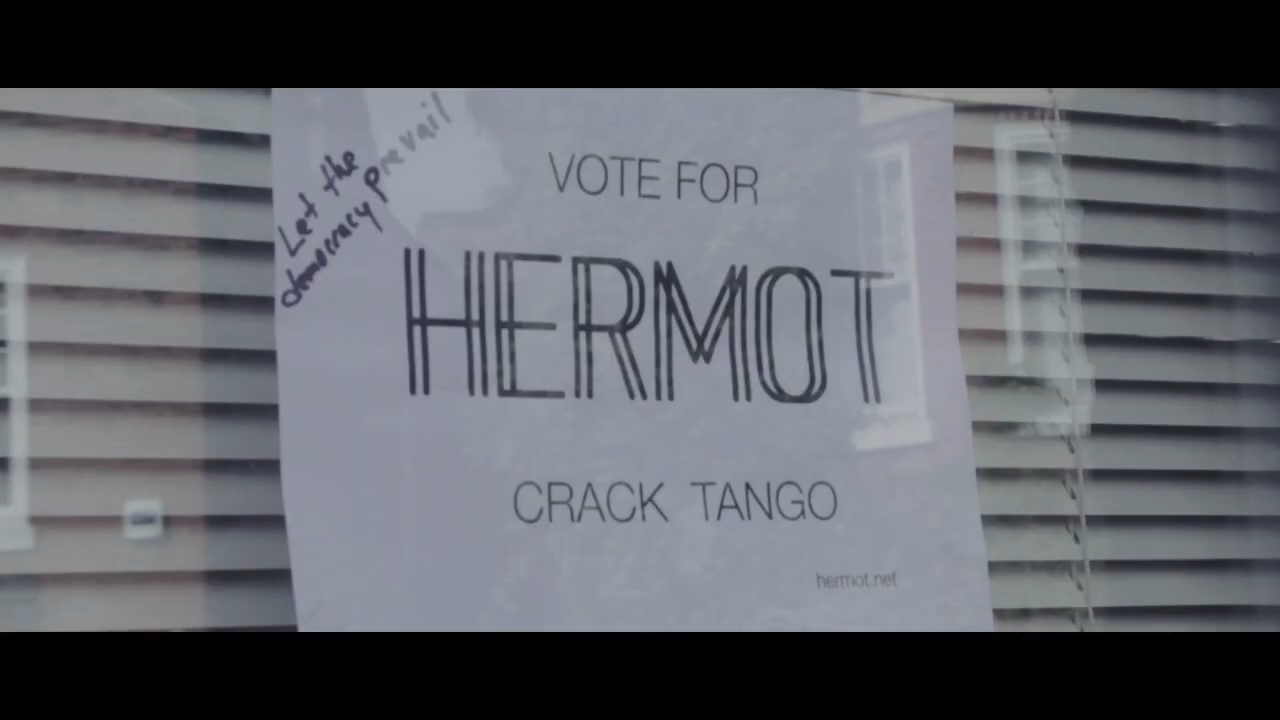 Let the
democracy prevail
VOTE FOR
HERMOT
CRACK TANGO
hermot.net